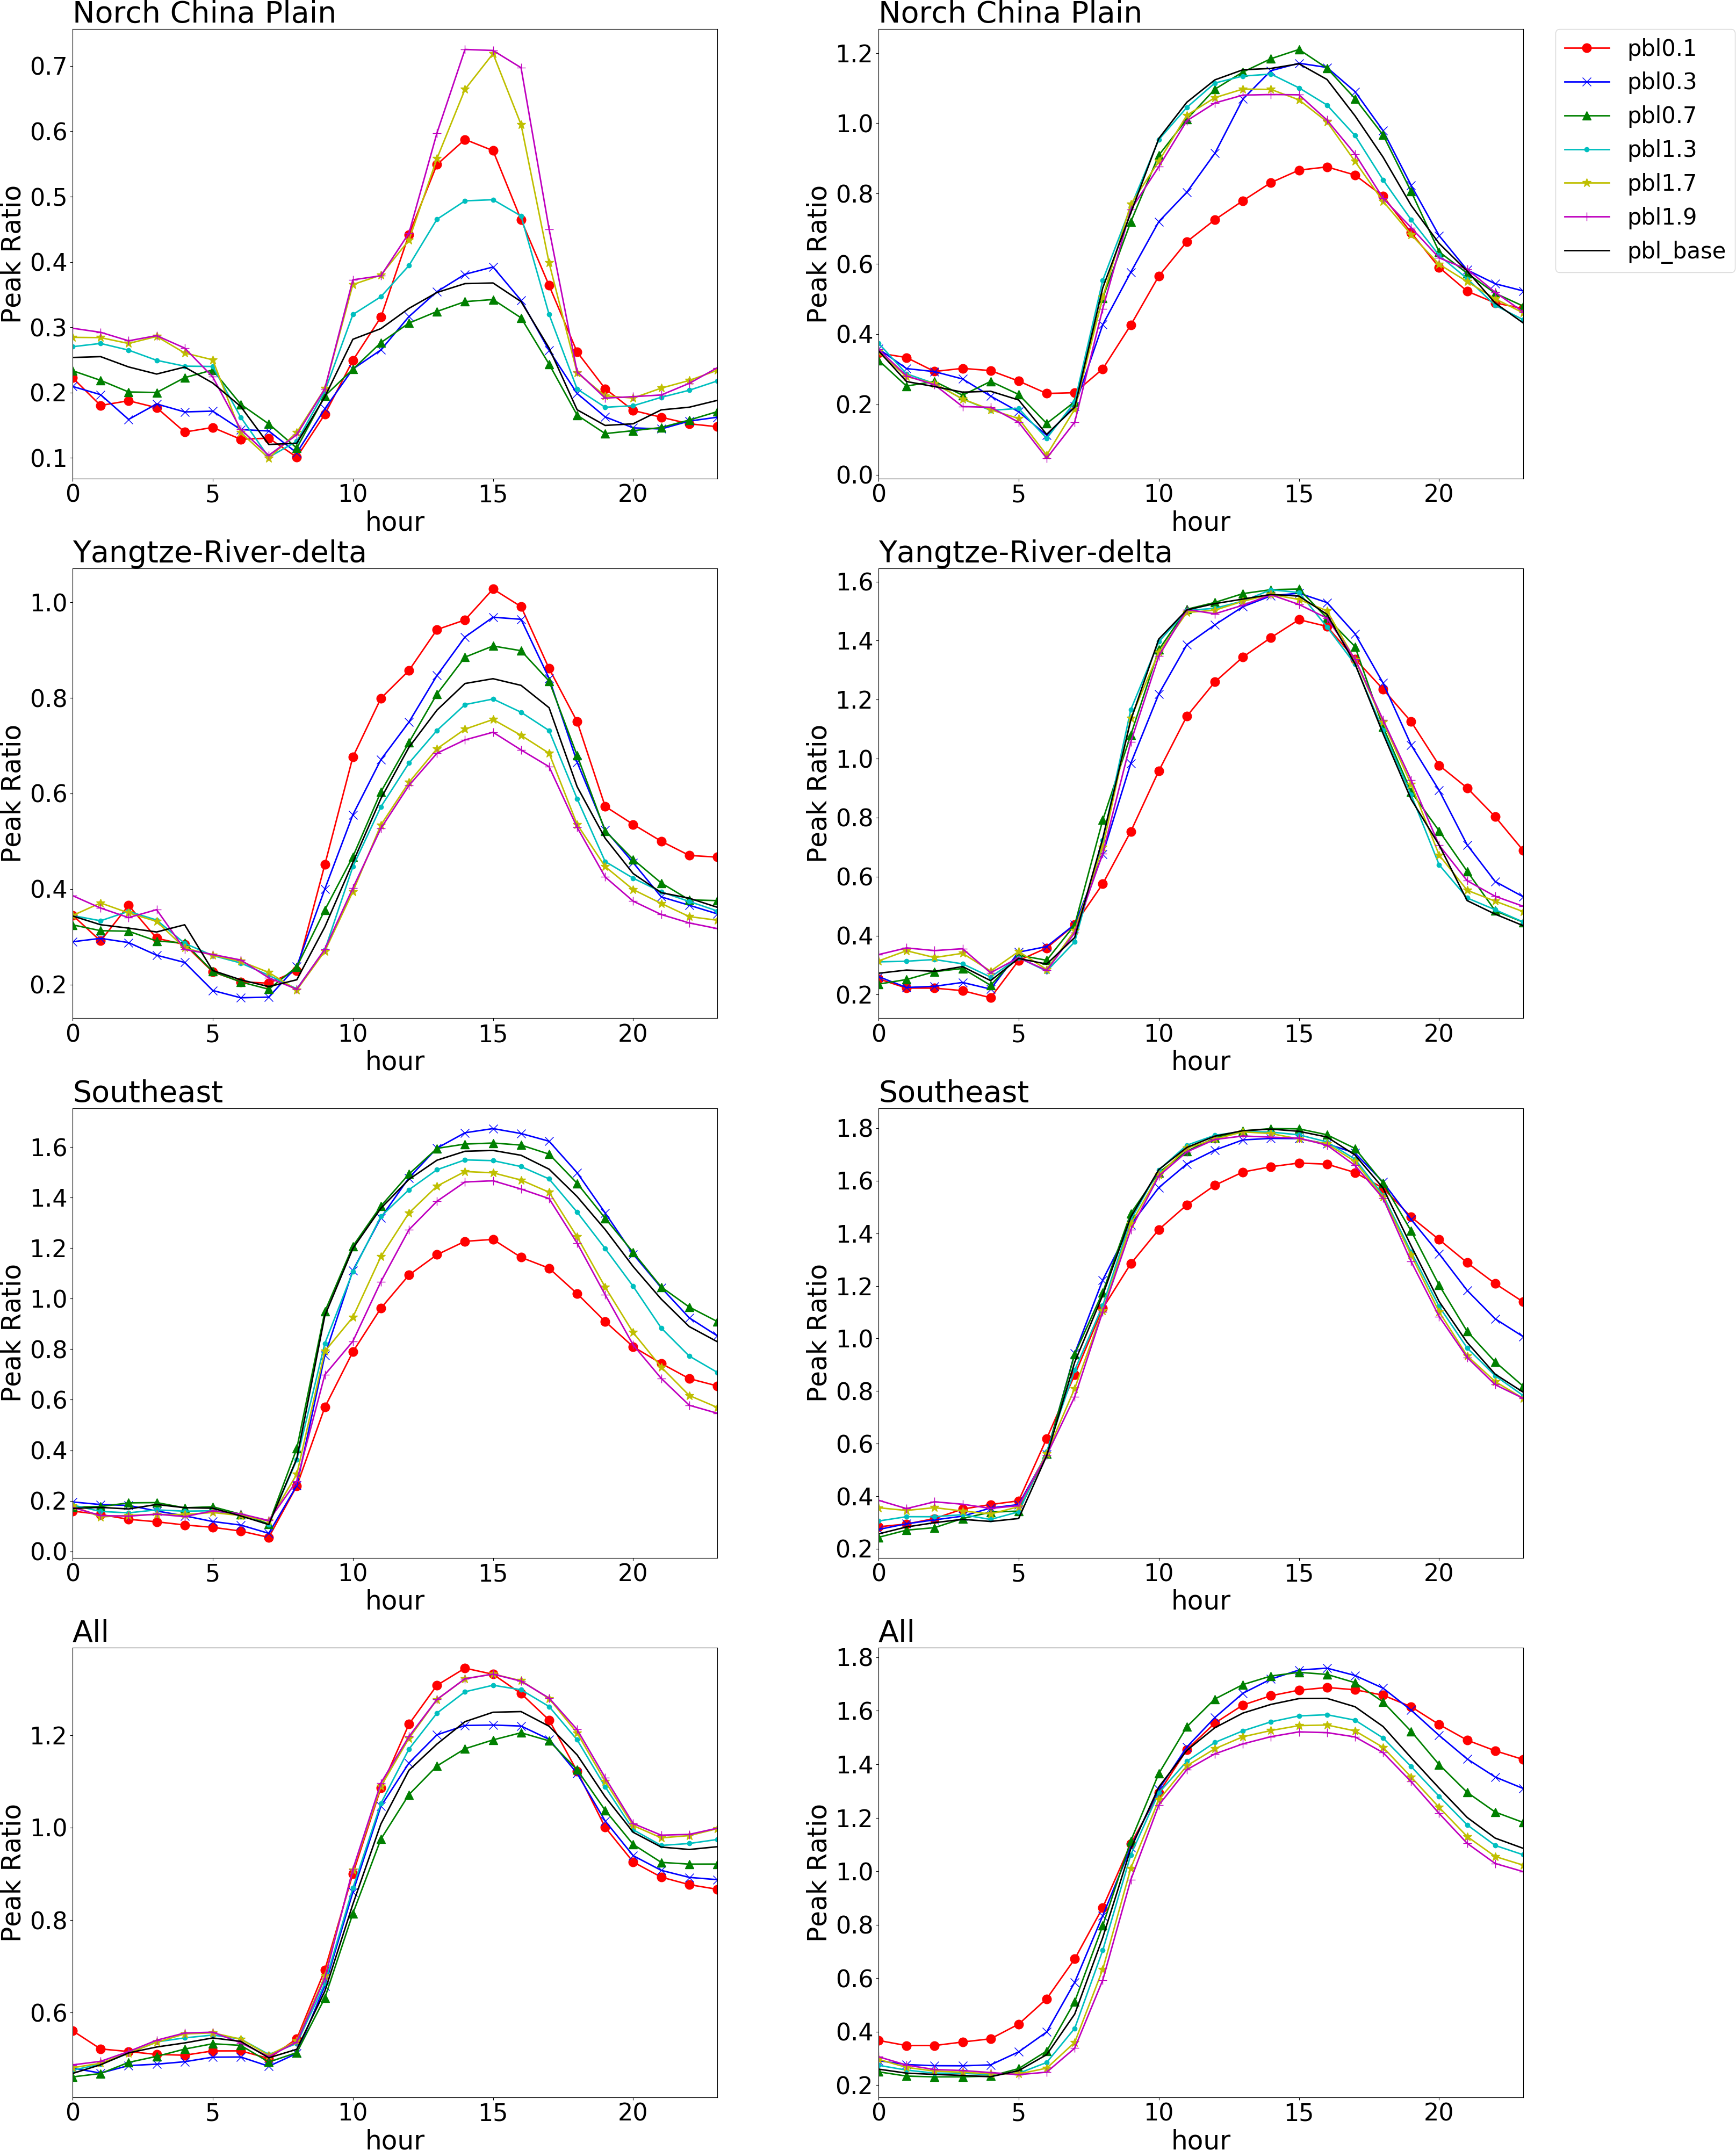 Norch China Plain
0.7
0.6
0.5
0.4
0.3
0.2
0.1
Peak Ratio
0 5 10 15 20
hour
Norch China Plain
1.2
1.0
0.8
0.6
0.4
0.2
0.0
Peak Ratio
0 5 10 15 20
hour
pbl0.1
pbl0.3
pbl0.7
pbl1.3
pbl1.7
pbl1.9
pbl_base
Yangtze-River-delta
1.0
0.8
0.6
0.4
0.2
Peak Ratio
0 5 10 15 20
hour
Yangtze-River-delta
1.6
1.4
1.2
1.0
0.8
0.6
0.4
0.2
Peak Ratio
0 5 10 15 20
hour
Southeast
1.6
1.4
1.2
1.0
0.8
0.6
0.4
0.2
0.0
Peak Ratio
0 5 10 15 20
hour
Southeast
1.8
1.6
1.4
1.2
1.0
0.8
0.6
0.4
0.2
Peak Ratio
0 5 10 15 20
hour
All
1.2
1.0
0.8
0.6
Peak Ratio
0 5 10 15 20
hour
All
1.8
1.6
1.4
1.2
1.0
0.8
0.6
0.4
0.2
Peak Ratio
0 5 10 15 20
hour